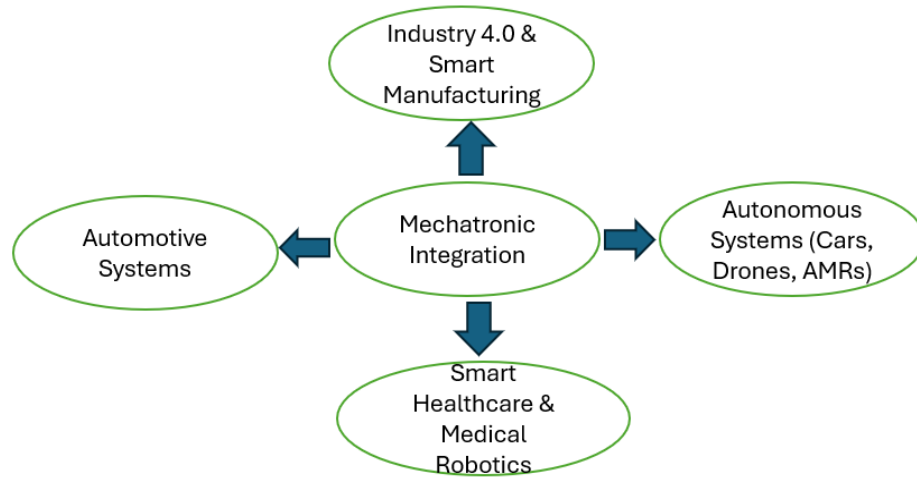 Industry 4.0 &
Smart
Manufacturing
Automotive
Systems
Mechatronic
Integration
Autonomous
Systems (Cars,
Drones, AMRs)
Smart
Healthcare &
Medical
Robotics